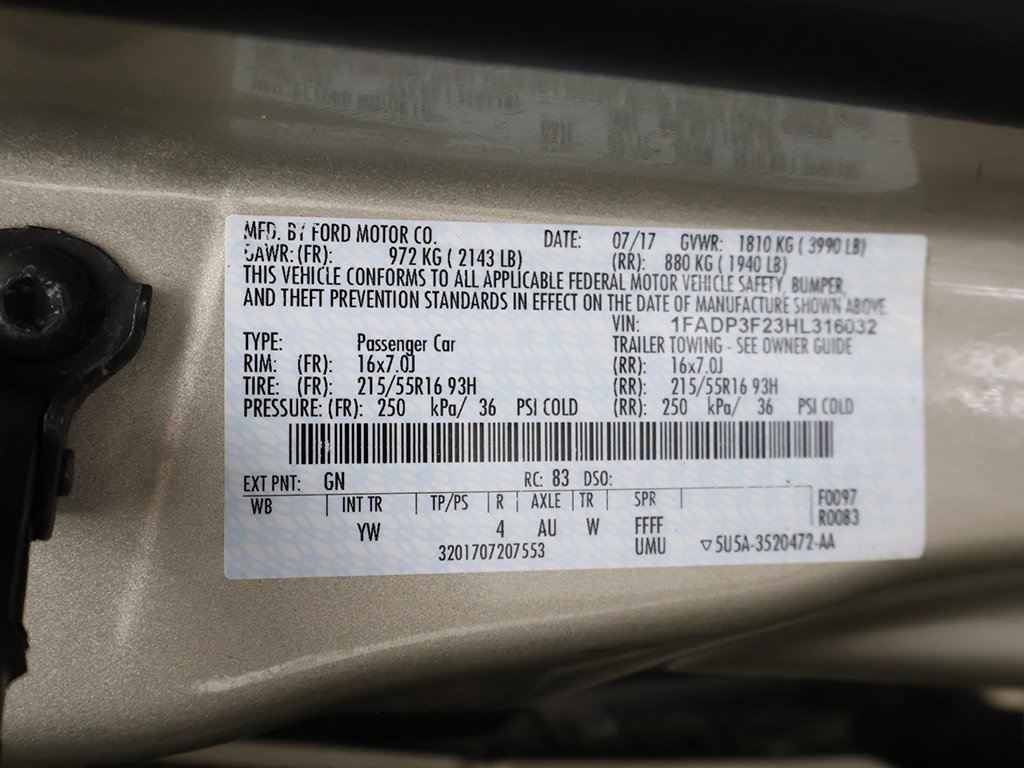 MFD. BY FORD MOTOR CO. DATE: 07/17 GVWR: 1810 KG ( 3990 LB)
GAWR: (FR): 972 KG ( 2143 LB) (RR): 880 KG ( 1940 LB)
THIS VEHICLE CONFORMS TO ALL APPLICABLE FEDERAL MOTOR VEHICLE SAFETY, BUMPER,
AND THEFT PREVENTION STANDARDS IN EFFECT ON THE DATE OF MANUFACTURE SHOWN ABOVE.
VIN: 1FADP3F23HL316032
TYPE: Passenger Car TRAILER TOWING - SEE OWNER GUIDE
RIM: (FR): 16x7.0J (RR): 16x7.0J
TIRE: (FR): 215/55R16 93H (RR): 215/55R16 93H
PRESSURE: (FR): 250 kPa/ 36 PSI COLD (RR): 250 kPa/ 36 PSI COLD
EXT PNT: GN RC: 83 DSO:
WB INT TR TP/PS R AXLE TR SPR F0097
YW 4 AU W FFFF R0083
3201707207553 UMU ▽5U5A-3520472-AA